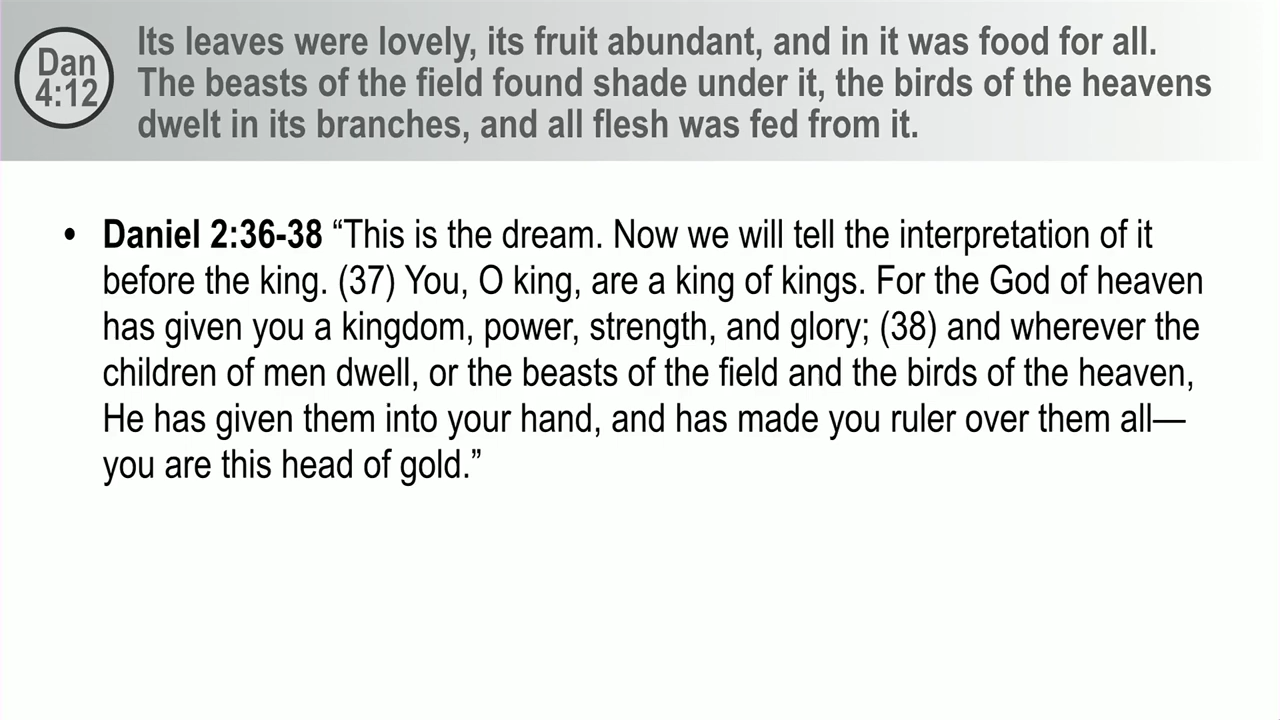 Dan
4:12
Its leaves were lovely, its fruit abundant, and in it was food for all.
The beasts of the field found shade under it, the birds of the heavens
dwelt in its branches, and all flesh was fed from it.
• Daniel 2:36-38 “This is the dream. Now we will tell the interpretation of it
before the king. (37) You, O king, are a king of kings. For the God of heaven
has given you a kingdom, power, strength, and glory; (38) and wherever the
children of men dwell, or the beasts of the field and the birds of the heaven,
He has given them into your hand, and has made you ruler over them all—
you are this head of gold.”